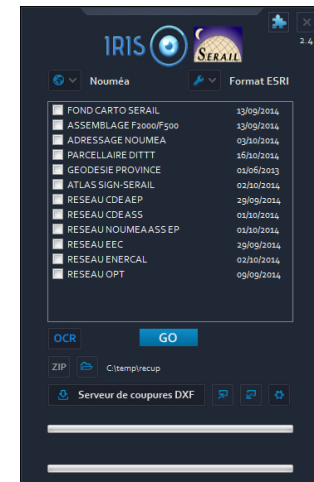 IRIS SERAIL
2.4
Nouméa Format ESRI
FOND CARTO SERAIL 13/09/2014
ASSEMBLAGE F2000/F500 13/09/2014
ADRESSAGE NOUMEA 03/10/2014
PARCELLAIRE DITTT 16/10/2014
GEODESIE PROVINCE 01/06/2013
ATLAS SIGN-SERAIL 02/10/2014
RESEAU CDE AEP 29/09/2014
RESEAU CDE ASS 01/10/2014
RESEAU NOUMEA ASS EP 01/10/2014
RESEAU EEC 29/09/2014
RESEAU ENERCAL 02/10/2014
RESEAU OPT 09/09/2014
OCR GO
ZIP C:\temp\recup
Serveur de coupures DXF